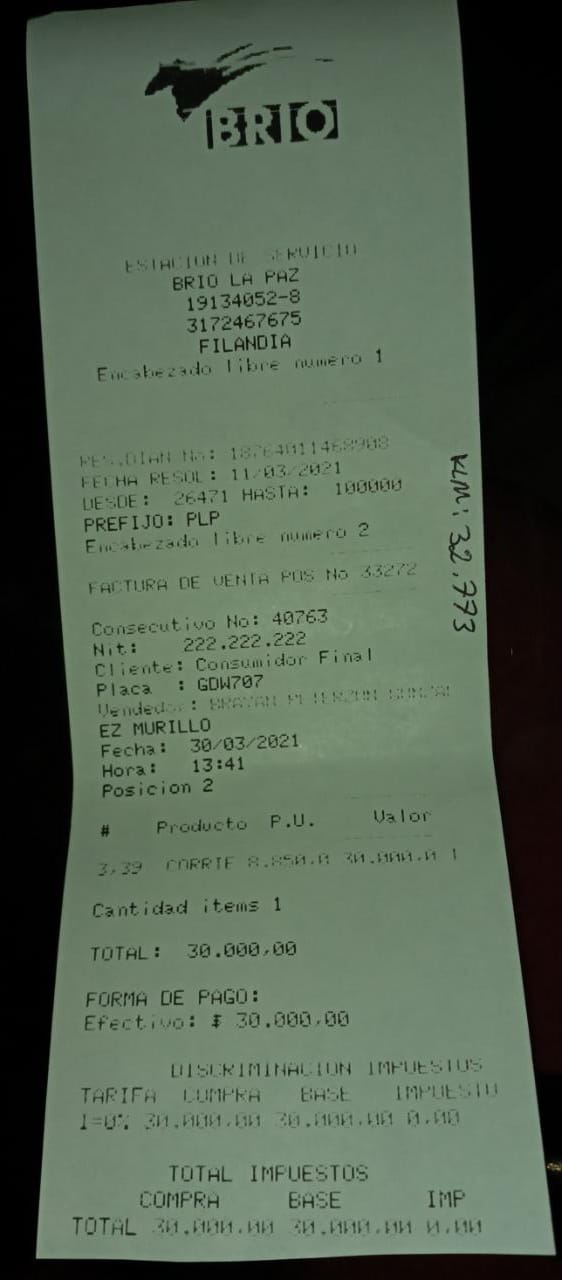 BRIO
ESTACION DE SERVICIO
BRIO LA PAZ
19134052-8
3172467675
FILANDIA
Encabezado libre numero 1
RES.DIAN No: 18764011468908
FECHA RESOL: 11/03/2021
DESDE: 26471 HASTA: 100000
PREFIJO: PLP
Encabezado libre numero 2
FACTURA DE VENTA POS No 33272
Consecutivo No: 40763
Nit: 222.222.222
Cliente: Consumidor Final
Placa : GDW707
Vendedor: BRAYAN
EZ MURILLO
Fecha: 30/03/2021
Hora: 13:41
Posicion 2
# Producto P.U. Valor
3,39 CORRIE 8.850,0 30.000,0 I
Cantidad items 1
TOTAL: 30.000,00
FORMA DE PAGO:
Efectivo: $ 30.000,00
DISCRIMINACION IMPUESTOS
TARIFA COMPRA BASE IMPUESTO
I=0% 30.000,00 30.000,00 0,00
TOTAL IMPUESTOS
COMPRA BASE IMP
TOTAL 30.000,00 30.000,00 0,00
KM: 32.773